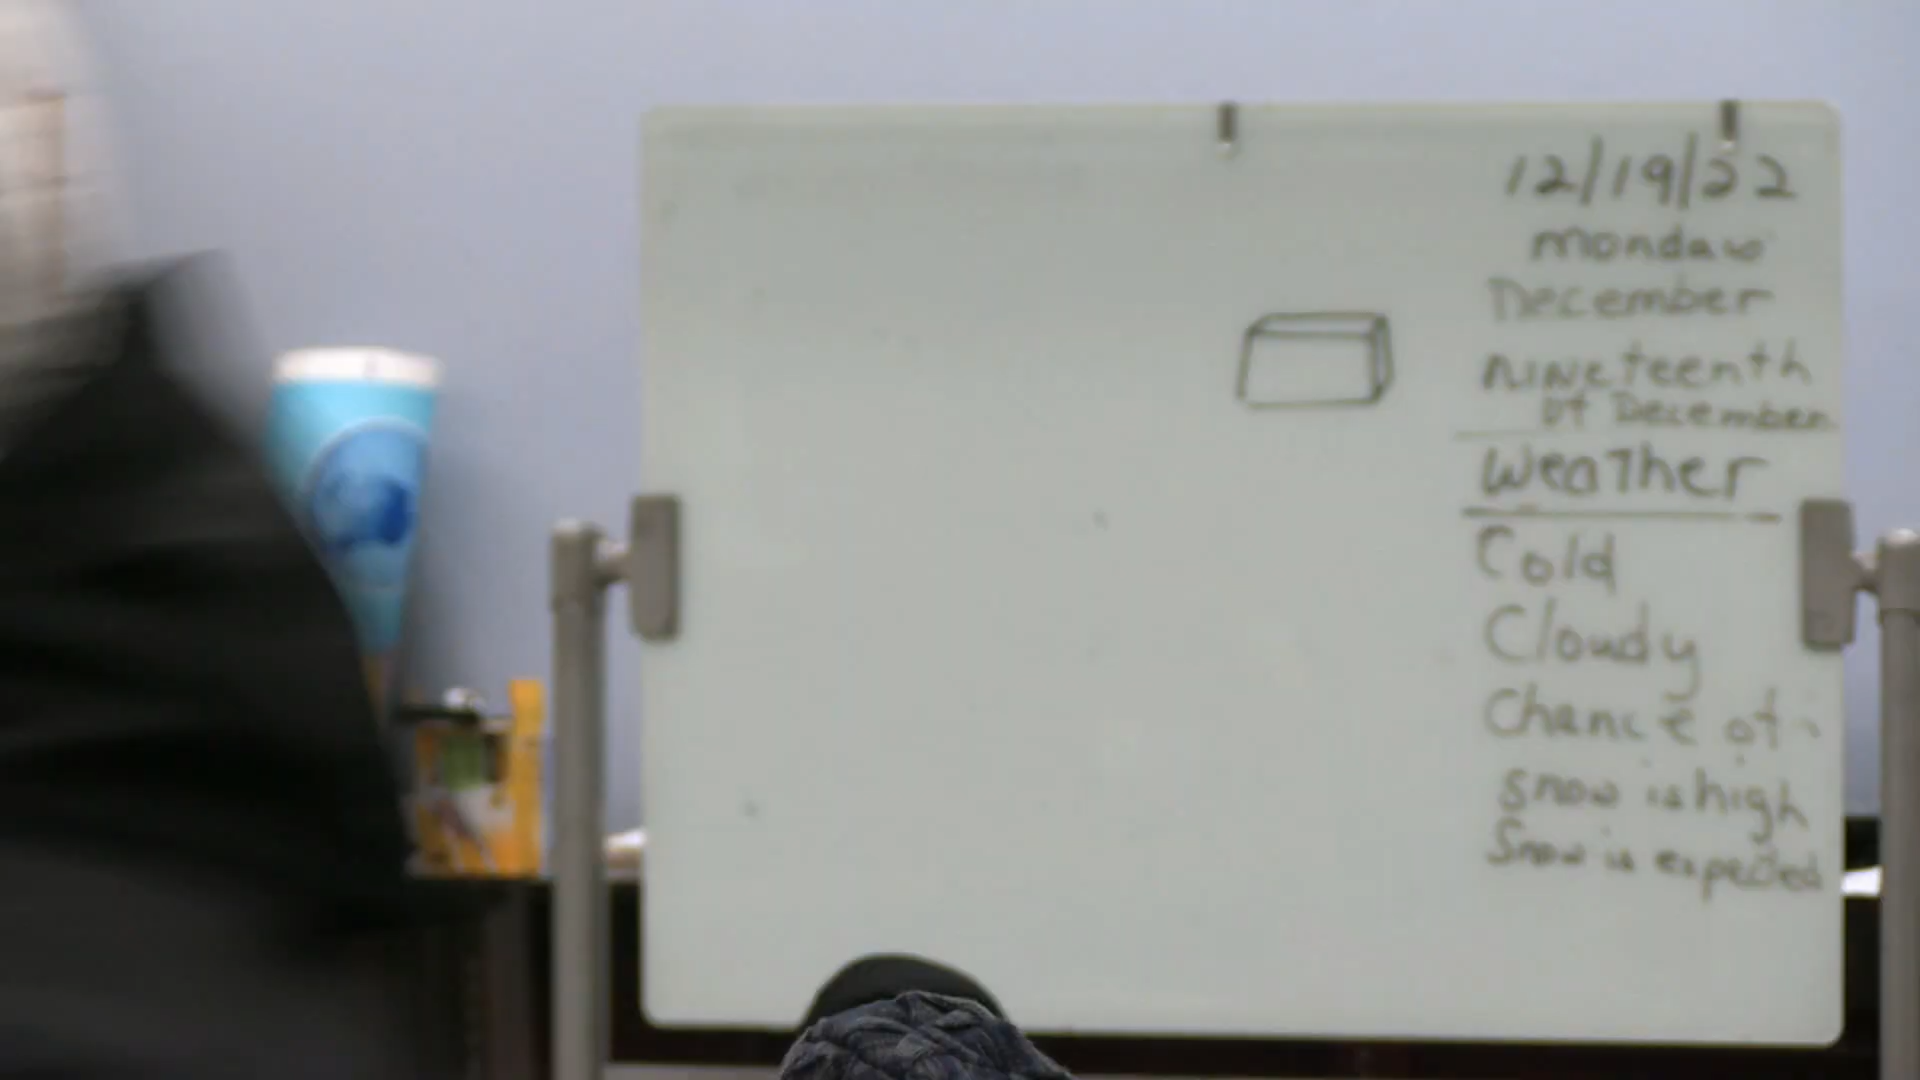 12/19/22
Monday
December
Nineteenth
of December
Weather
Cold
Cloudy
Chance of
snow is high
Snow is expected